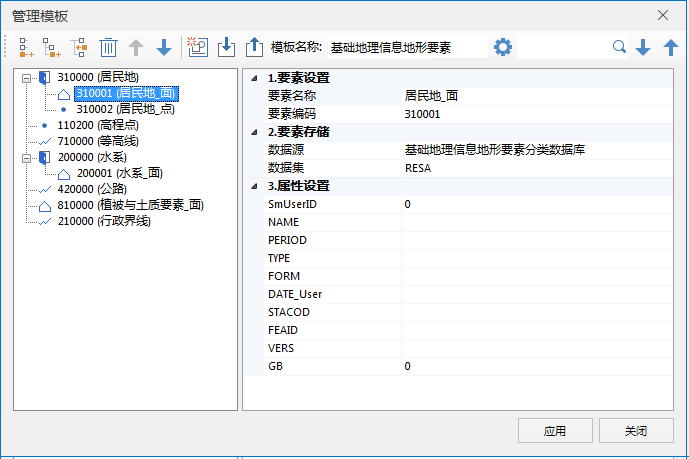 管理模板
模板名称: 基础地理信息地形要素
310000 (居民地)
310001 (居民地_面)
310002 (居民地_点)
110200 (高程点)
710000 (等高线)
200000 (水系)
200001 (水系_面)
420000 (公路)
810000 (植被与土质要素_面)
210000 (行政界线)
1.要素设置
要素名称 居民地_面
要素编码 310001
2.要素存储
数据源 基础地理信息地形要素分类数据库
数据集 RESA
3.属性设置
SmUserID 0
NAME
PERIOD
TYPE
FORM
DATE_User
STACOD
FEAID
VERS
GB 0
应用 关闭